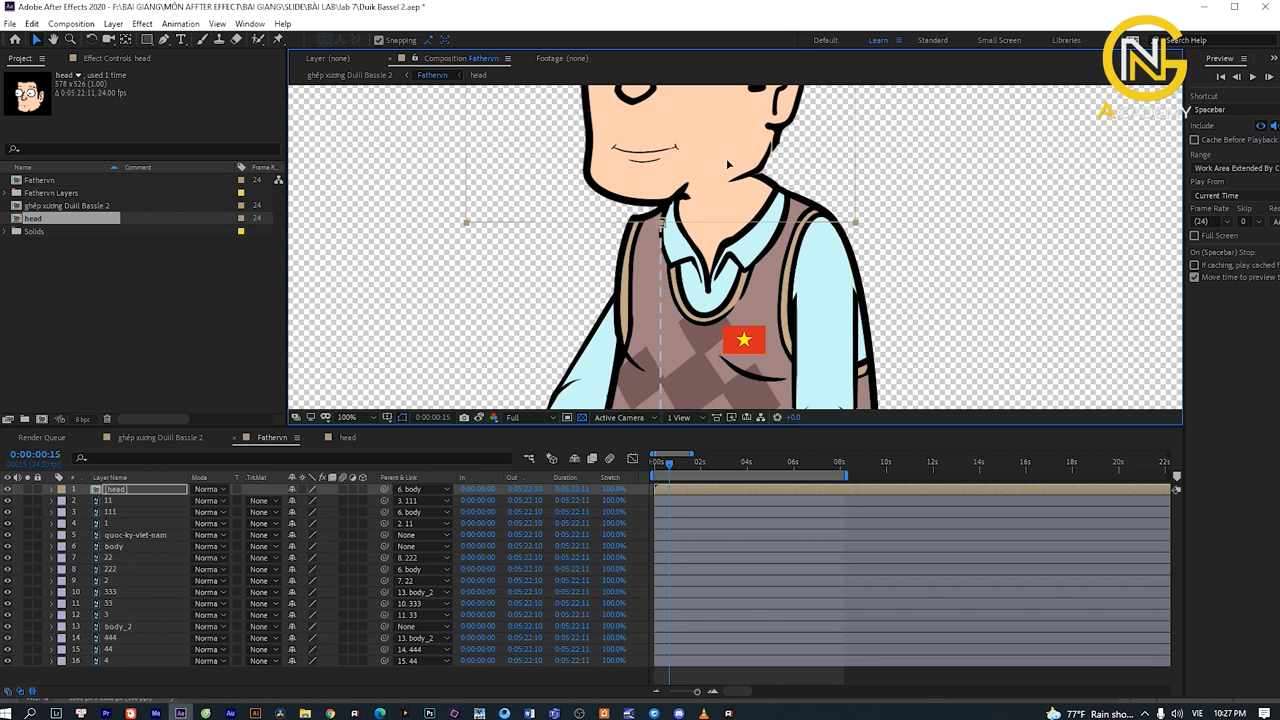 Adobe After Effects 2020 - F:\BAI GIANG\MÔN AFFTER EFFECT\BAI GIANG\SLIDE\BÀI LAB\lab 7\Duik Bassel 2.aep *
File Edit Composition Layer Effect Animation View Window Help
Snapping Default Learn Standard Small Screen Libraries Search Help
Project Effect Controls head Layer (none) Composition Fathervn Footage (none) Preview
head , used 1 time ghép xương Duiil Bassie 2 Fathervn head
578 x 526 (1.00)
Δ 0:05:22:11, 24.00 fps
Shortcut
Spacebar
Include:
Cache Before Playback
Range
Work Area Extended By C
Play From
Current Time
Frame Rate Skip
(24) 0
Full Screen
On (Spacebar) Stop:
If caching, play cached f
Move time to preview t
Name Comment Frame R..
Fathervn 24
Fathervn Layers
ghép xương Duiil Bassie 2 24
head 24
Solids
8 bpc 100% 0:00:00:15 Full Active Camera 1 View +0.0
Render Queue ghép xương Duiil Bassie 2 Fathervn head
0:00:00:15
00015 (24.00 fps)
02s 04s 06s 08s 10s 12s 14s 16s 18s 20s 22s
# Layer Name Mode T .TrkMat Parent & Link In Out Duration Stretch
1 [head] Norma 6. body 0:00:00:00 0:05:22:10 0:05:22:11 100.0%
2 11 Norma None 3. 111 0:00:00:00 0:05:22:10 0:05:22:11 100.0%
3 111 Norma None 6. body 0:00:00:00 0:05:22:10 0:05:22:11 100.0%
4 1 Norma None 2. 11 0:00:00:00 0:05:22:10 0:05:22:11 100.0%
5 quoc-ky-viet-nam Norma None None 0:00:00:00 0:05:22:10 0:05:22:11 100.0%
6 body Norma None None 0:00:00:00 0:05:22:10 0:05:22:11 100.0%
7 22 Norma None 8. 222 0:00:00:00 0:05:22:10 0:05:22:11 100.0%
8 222 Norma None 6. body 0:00:00:00 0:05:22:10 0:05:22:11 100.0%
9 2 Norma None 7. 22 0:00:00:00 0:05:22:10 0:05:22:11 100.0%
10 333 Norma None 13. body_2 0:00:00:00 0:05:22:10 0:05:22:11 100.0%
11 33 Norma None 10. 333 0:00:00:00 0:05:22:10 0:05:22:11 100.0%
12 3 Norma None 11. 33 0:00:00:00 0:05:22:10 0:05:22:11 100.0%
13 body_2 Norma None None 0:00:00:00 0:05:22:10 0:05:22:11 100.0%
14 444 Norma None 13. body_2 0:00:00:00 0:05:22:10 0:05:22:11 100.0%
15 44 Norma None 14. 444 0:00:00:00 0:05:22:10 0:05:22:11 100.0%
16 4 Norma None 15. 44 0:00:00:00 0:05:22:10 0:05:22:11 100.0%
77°F Rain sho... VIE 10:27 PM